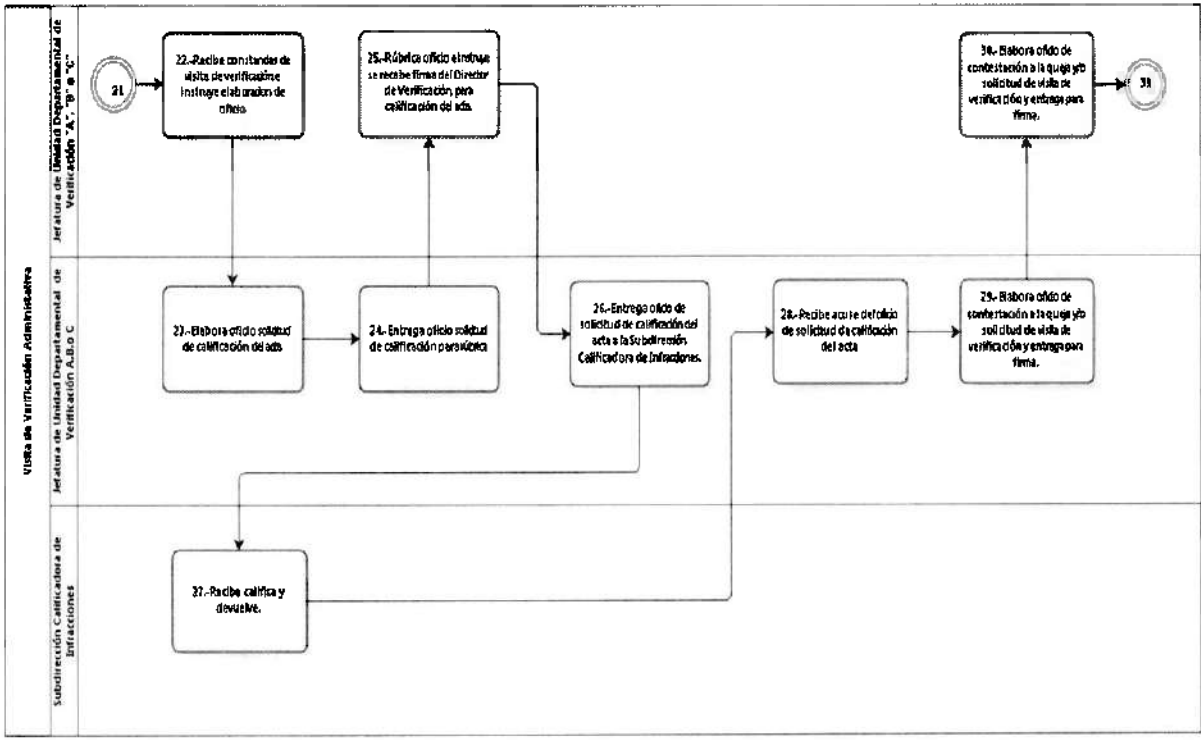 Visita de Verificación Administrativa
Jefatura de Unidad Departamental de
Verificación "A", "B" o "C"
21
22.-Recibe constancias de
visita de verificación e
instruye elaboracion de
oficio.
25.-Rúbrica oficio e instruye
se recabe firma del Director
de Verificación, para
calificación del acta.
30.- Elabora oficio de
contestación a la queja y/o
solicitud de visita de
verificación y entrega para
firma.
31
Jefatura de Unidad Departamental de
Verificación A.B.o C
23.-Elabora oficio solicitud
de calificación del acta
24.-Entrega oficio solicitud
de calificación para rúbrica
26.-Entrega oficio de
solicitud de calificación del
acta a la Subdirección
Calificadora de Infracciones.
28.-Recibe acuse del oficio
de solicitud de calificación
del acta
29.-Elabora oficio de
contestación a la queja y/o
solicitud de visita de
verificación y entrega para
firma.
Subdirección Calificadora de
Infracciones
27.-Recibe califica y
devuelve.